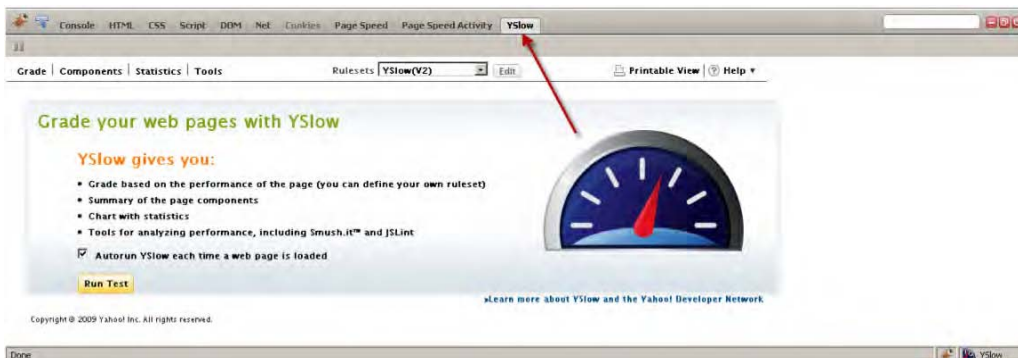 Console HTML CSS Script DOM Net Cookies Page Speed Page Speed Activity YSlow
Grade Components Statistics Tools Rulesets YSlow(V2) Edit Printable View Help
Grade your web pages with YSlow
YSlow gives you:
• Grade based on the performance of the page (you can define your own ruleset)
• Summary of the page components
• Chart with statistics
• Tools for analyzing performance, including Smush.it™ and JSLint
Autorun YSlow each time a web page is loaded
Run Test
»Learn more about YSlow and the Yahoo! Developer Network
Copyright @ 2009 Yahoo! Inc. All rights reserved.
Done YSlow